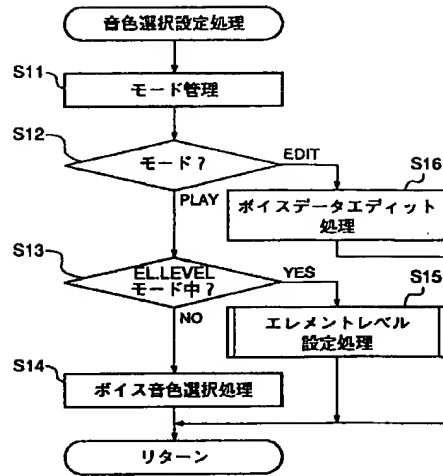 音色選択設定処理
S11
モード管理
S12
モード?
EDIT
PLAY
S16
ボイスデータエディット
処理
S13
EL.LEVEL
モード中?
YES
NO
S15
エレメントレベル
設定処理
S14
ボイス音色選択処理
リターン